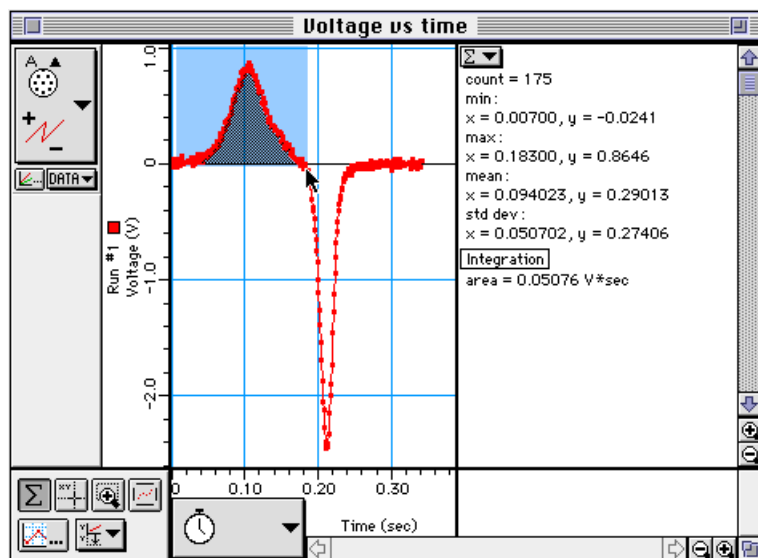 Voltage vs time
A
+
–
DATA
Run #1
Voltage (V)
1.0
0
-1.0
-2.0
Σ
count = 175
min:
x = 0.00700, y = -0.0241
max:
x = 0.18300, y = 0.8646
mean:
x = 0.094023, y = 0.29013
std dev:
x = 0.050702, y = 0.27406
Integration
area = 0.05076 V*sec
0
0.10
0.20
0.30
Time (sec)
Σ
XY
...